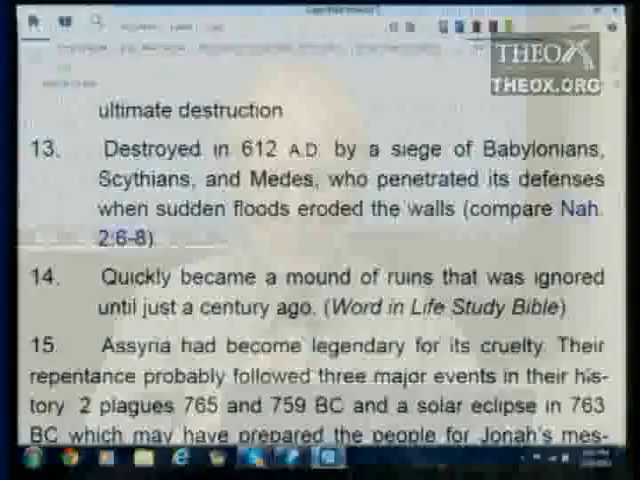 THEOX
THEOX.ORG
ultimate destruction
13. Destroyed in 612 A.D. by a siege of Babylonians,
Scythians, and Medes, who penetrated its defenses
when sudden floods eroded the walls (compare Nah.
2:6-8)
14. Quickly became a mound of ruins that was ignored
until just a century ago. (Word in Life Study Bible)
15. Assyria had become legendary for its cruelty. Their
repentance probably followed three major events in their his-
tory 2 plagues 765 and 759 BC and a solar eclipse in 763
BC which may have prepared the people for Jonah's mes-